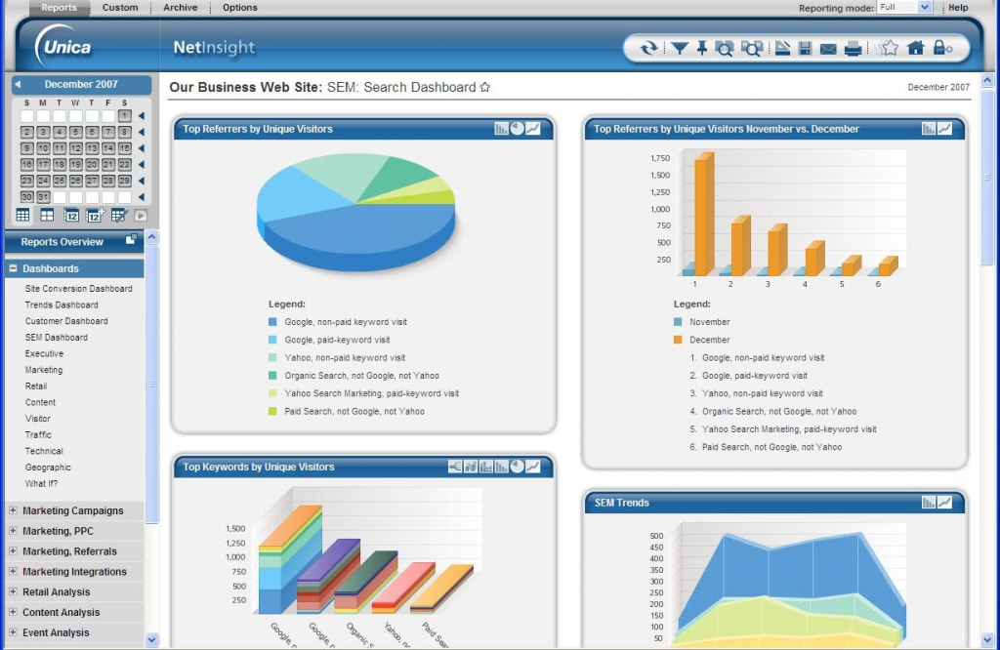 Reports Custom Archive Options Reporting mode: Full Help
Unica NetInsight
December 2007
S M T W T F S
1
2 3 4 5 6 7 8
9 10 11 12 13 14 15
16 17 18 19 20 21 22
23 24 25 26 27 28 29
30 31
12 12
Reports Overview
Dashboards
Site Conversion Dashboard
Trends Dashboard
Customer Dashboard
SEM Dashboard
Executive
Marketing
Retail
Content
Visitor
Traffic
Technical
Geographic
What If?
Marketing Campaigns
Marketing, PPC
Marketing, Referrals
Marketing Integrations
Retail Analysis
Content Analysis
Event Analysis
Our Business Web Site: SEM: Search Dashboard
December 2007
Top Referrers by Unique Visitors
Legend:
Google, non-paid keyword visit
Google, paid-keyword visit
Yahoo, non-paid keyword visit
Organic Search, not Google, not Yahoo
Yahoo Search Marketing, paid-keyword visit
Paid Search, not Google, not Yahoo
Top Referrers by Unique Visitors November vs. December
1,750
1,500
1,250
1,000
750
500
250
1 2 3 4 5 6
Legend:
November
December
1. Google, non-paid keyword visit
2. Google, paid-keyword visit
3. Yahoo, non-paid keyword visit
4. Organic Search, not Google, not Yahoo
5. Yahoo Search Marketing, paid-keyword visit
6. Paid Search, not Google, not Yahoo
Top Keywords by Unique Visitors
1,500
1,250
1,000
750
500
250
Google, n
Google, p
Organic S
Yahoo, no
Paid Sea
SEM Trends
500
450
400
350
300
250
200
150
100
50